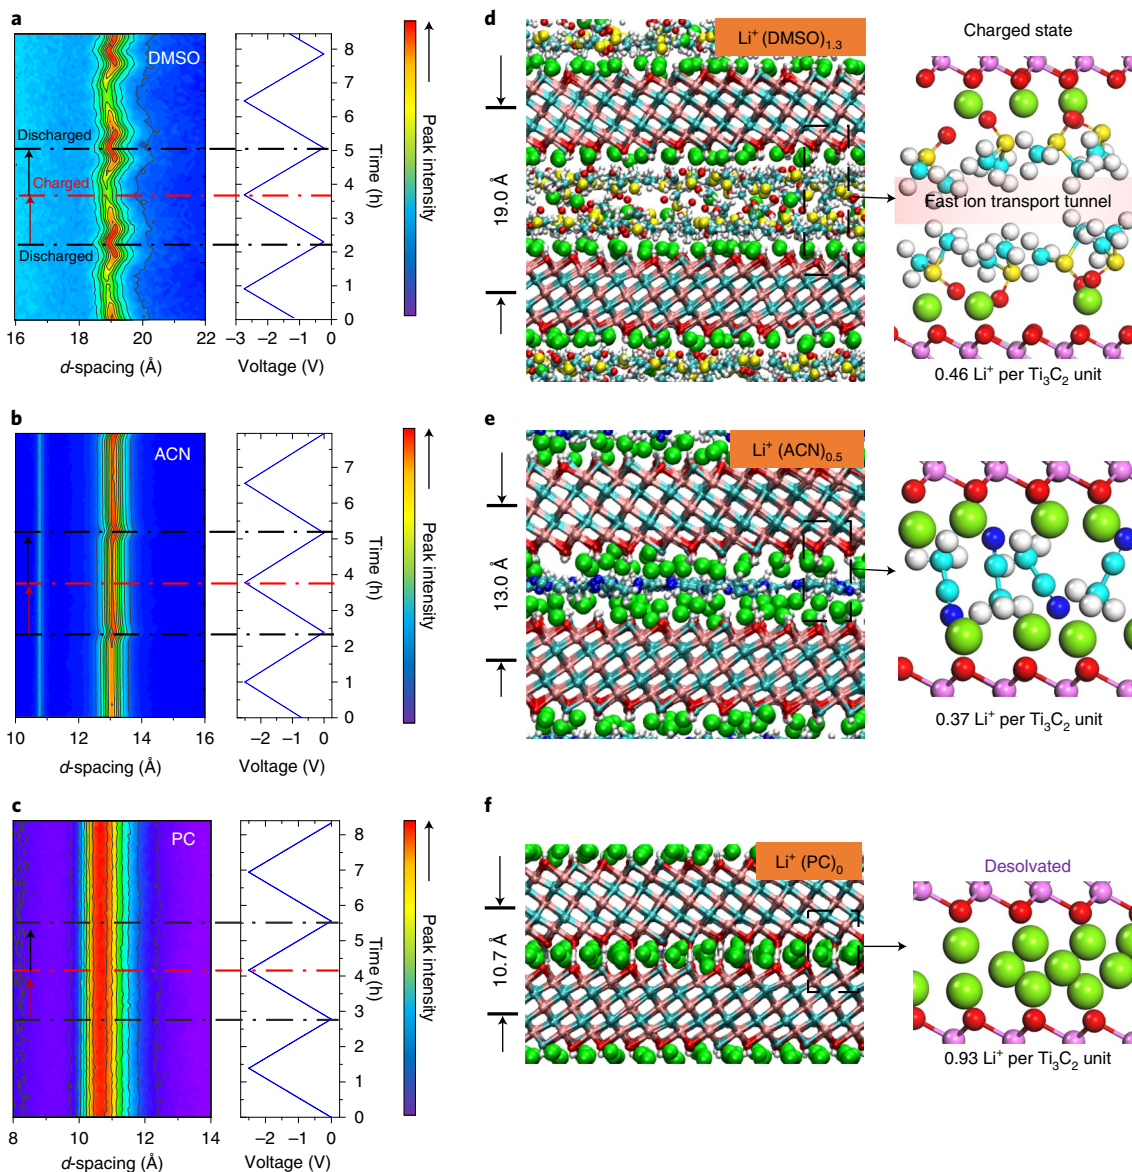 a
DMSO
Discharged
Charged
Discharged
16 18 20 22
d-spacing (Å)
8
7
6
5
4
3
2
1
0
Time (h)
−3 −2 −1 0
Voltage (V)
Peak intensity
d
Li⁺ (DMSO)₁.₃
19.0 Å
Charged state
Fast ion transport tunnel
0.46 Li⁺ per Ti₃C₂ unit
b
ACN
10 12 14 16
d-spacing (Å)
7
6
5
4
3
2
1
0
Time (h)
−2 −1 0
Voltage (V)
Peak intensity
e
Li⁺ (ACN)₀.₅
13.0 Å
0.37 Li⁺ per Ti₃C₂ unit
c
PC
8 10 12 14
d-spacing (Å)
8
7
6
5
4
3
2
1
0
Time (h)
−2 −1 0
Voltage (V)
Peak intensity
f
Li⁺ (PC)₀
10.7 Å
Desolvated
0.93 Li⁺ per Ti₃C₂ unit